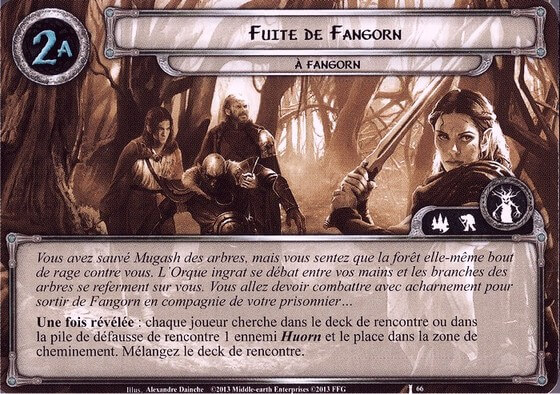 2A
Fuite de Fangorn
À Fangorn
Vous avez sauvé Mugash des arbres, mais vous sentez que la forêt elle-même bout
de rage contre vous. L'Orque ingrat se débat entre vos mains et les branches des
arbres se referment sur vous. Vous allez devoir combattre avec acharnement pour
sortir de Fangorn en compagnie de votre prisonnier…
Une fois révélée : chaque joueur cherche dans le deck de rencontre ou dans
la pile de défausse de rencontre 1 ennemi Huorn et le place dans la zone de
cheminement. Mélangez le deck de rencontre.
Illus. Alexandre Dainche ©2013 Middle-earth Enterprises ©2013 FFG 66